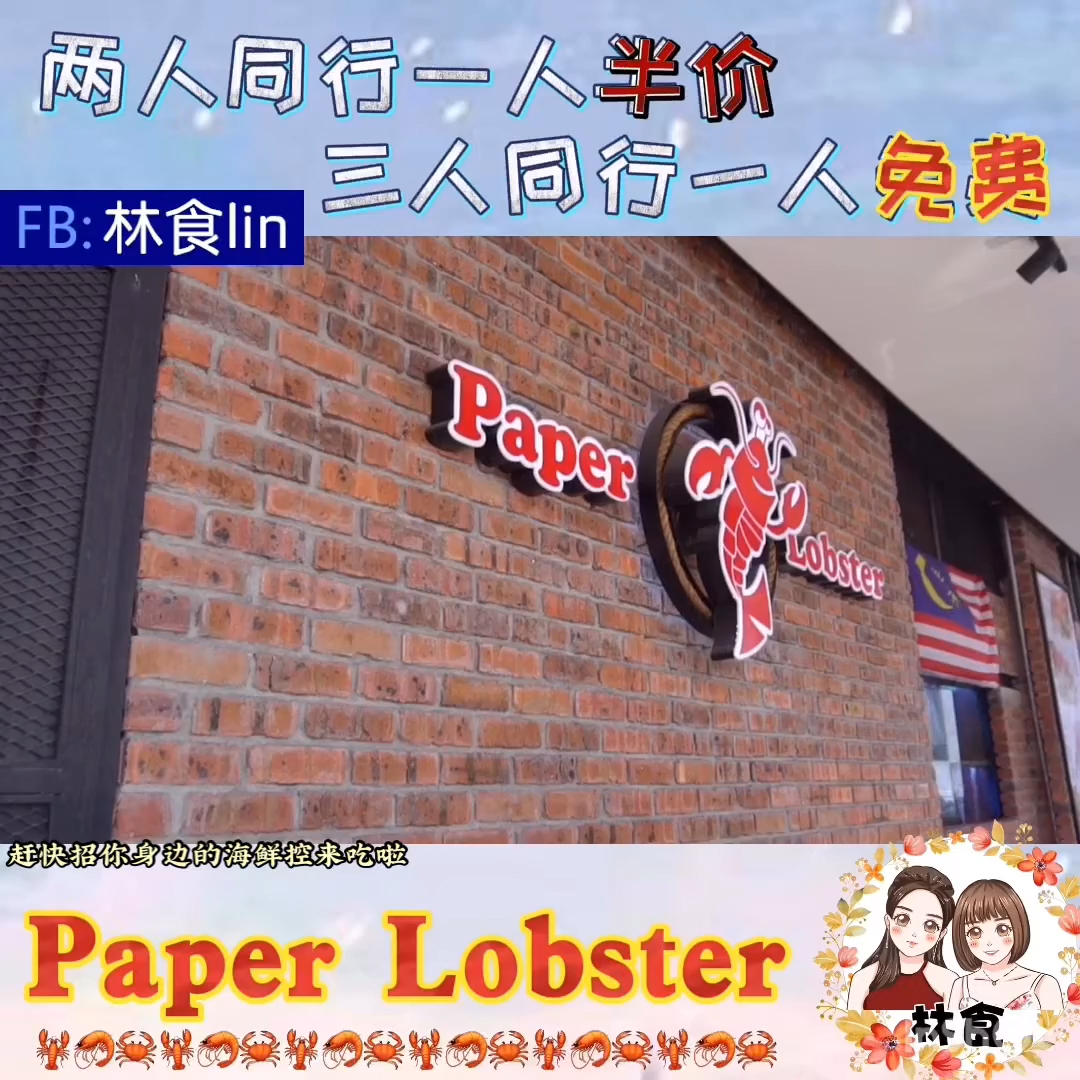 两人同行一人半价
三人同行一人免费
FB: 林食lin
Paper
Lobster
赶快招你身边的海鲜控来吃啦
Paper Lobster
林食